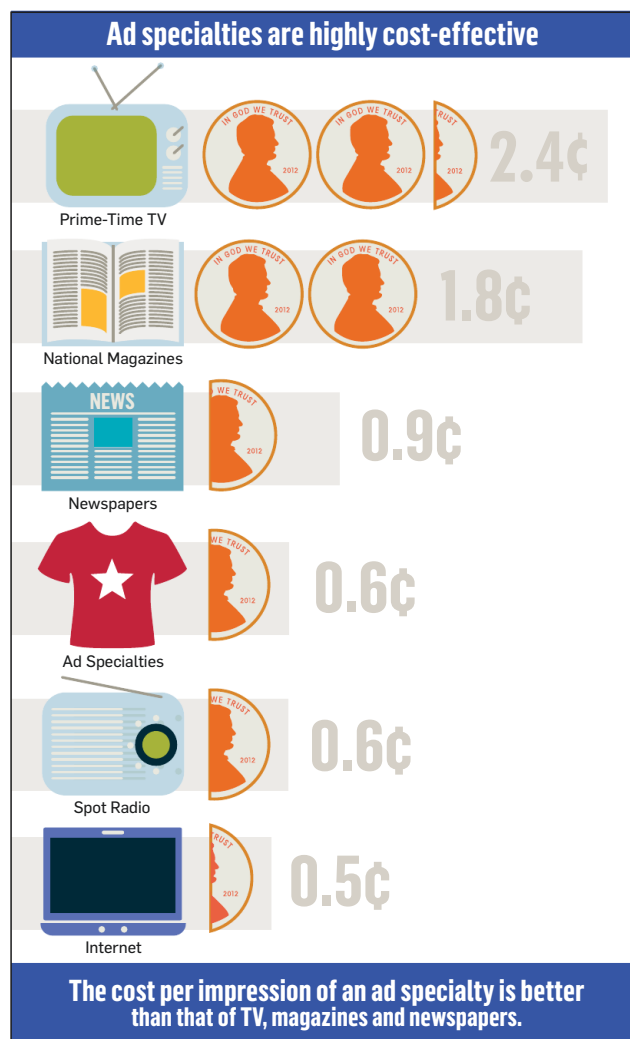 Ad specialties are highly cost-effective
IN GOD WE TRUST
2012
IN GOD WE TRUST
2012
TRUST
2012
2.4¢
Prime-Time TV
IN GOD WE TRUST
2012
IN GOD WE TRUST
2012
1.8¢
National Magazines
NEWS
WE TRUST
2012
0.9¢
Newspapers
WE TRUST
2012
0.6¢
Ad Specialties
WE TRUST
2012
0.6¢
Spot Radio
TRUST
2012
0.5¢
Internet
The cost per impression of an ad specialty is better
than that of TV, magazines and newspapers.